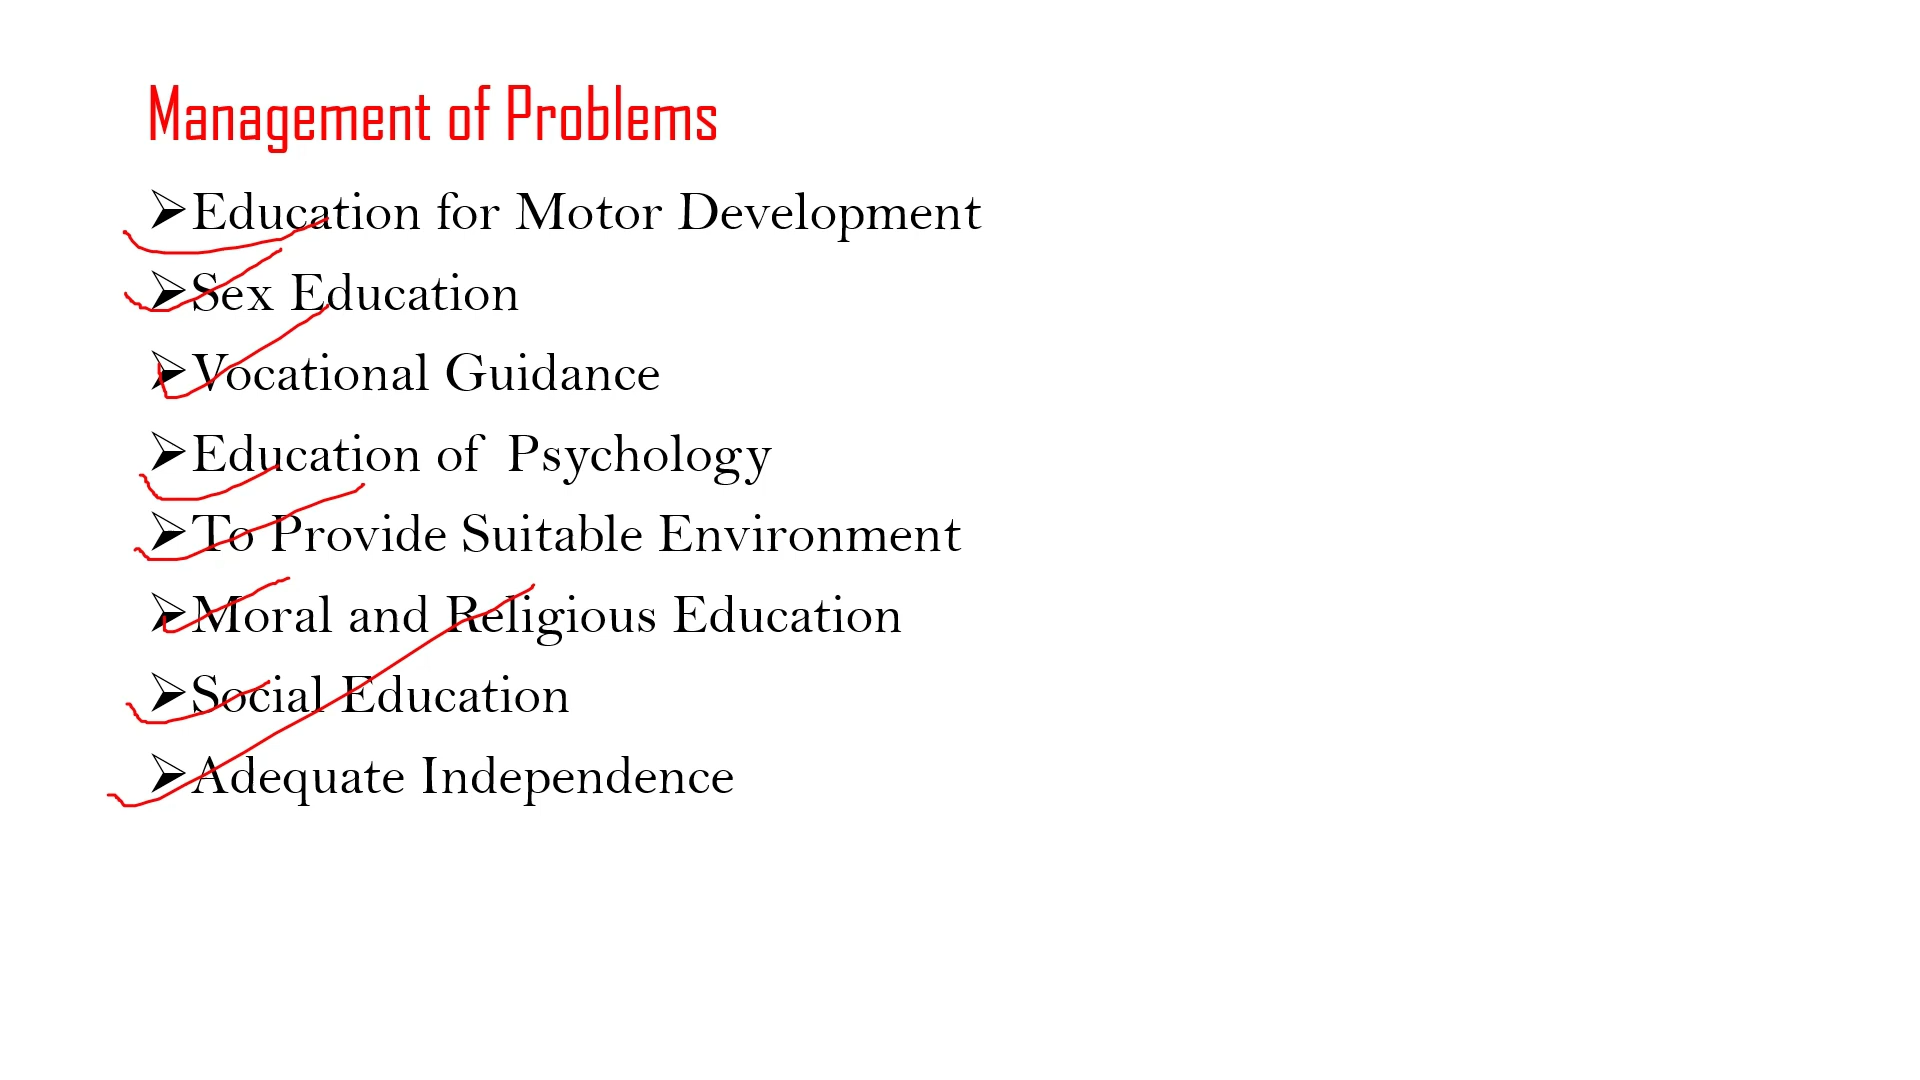 Management of Problems
➢Education for Motor Development
➢Sex Education
➢Vocational Guidance
➢Education of Psychology
➢To Provide Suitable Environment
➢Moral and Religious Education
➢Social Education
➢Adequate Independence